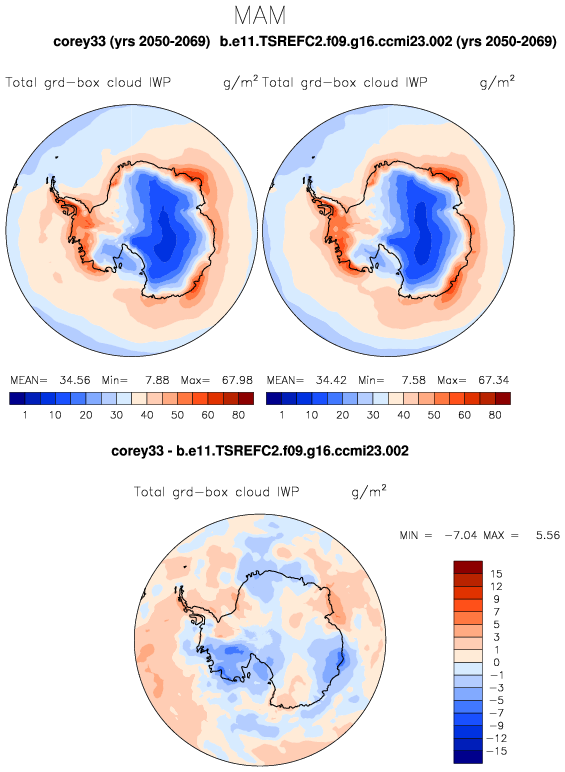 MAM
corey33 (yrs 2050-2069) b.e11.TSREFC2.f09.g16.ccmi23.002 (yrs 2050-2069)
Total grd-box cloud IWP g/m² Total grd-box cloud IWP g/m²
MEAN= 34.56 Min= 7.88 Max= 67.98 MEAN= 34.42 Min= 7.58 Max= 67.34
1 10 20 30 40 50 60 80 1 10 20 30 40 50 60 80
corey33 - b.e11.TSREFC2.f09.g16.ccmi23.002
Total grd-box cloud IWP g/m²
MIN = -7.04 MAX = 5.56
15
12
9
7
5
3
1
0
-1
-3
-5
-7
-9
-12
-15